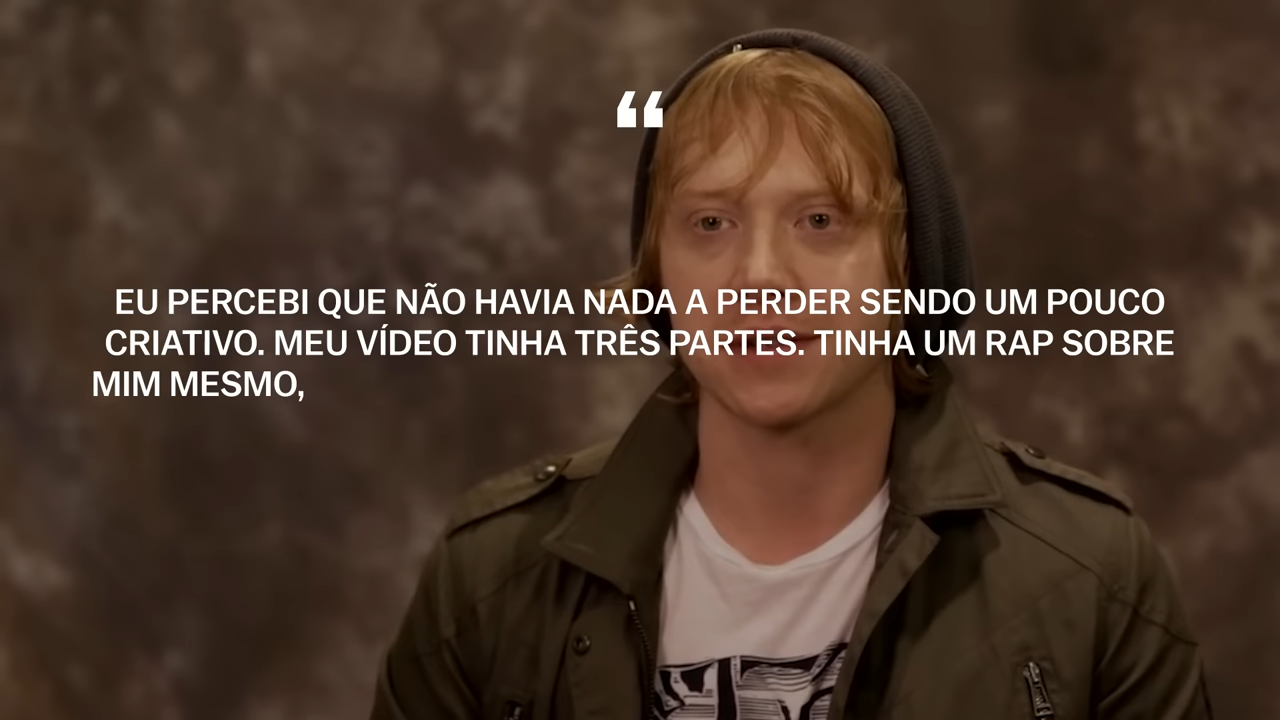 “
EU PERCEBI QUE NÃO HAVIA NADA A PERDER SENDO UM POUCO
CRIATIVO. MEU VÍDEO TINHA TRÊS PARTES. TINHA UM RAP SOBRE
MIM MESMO,